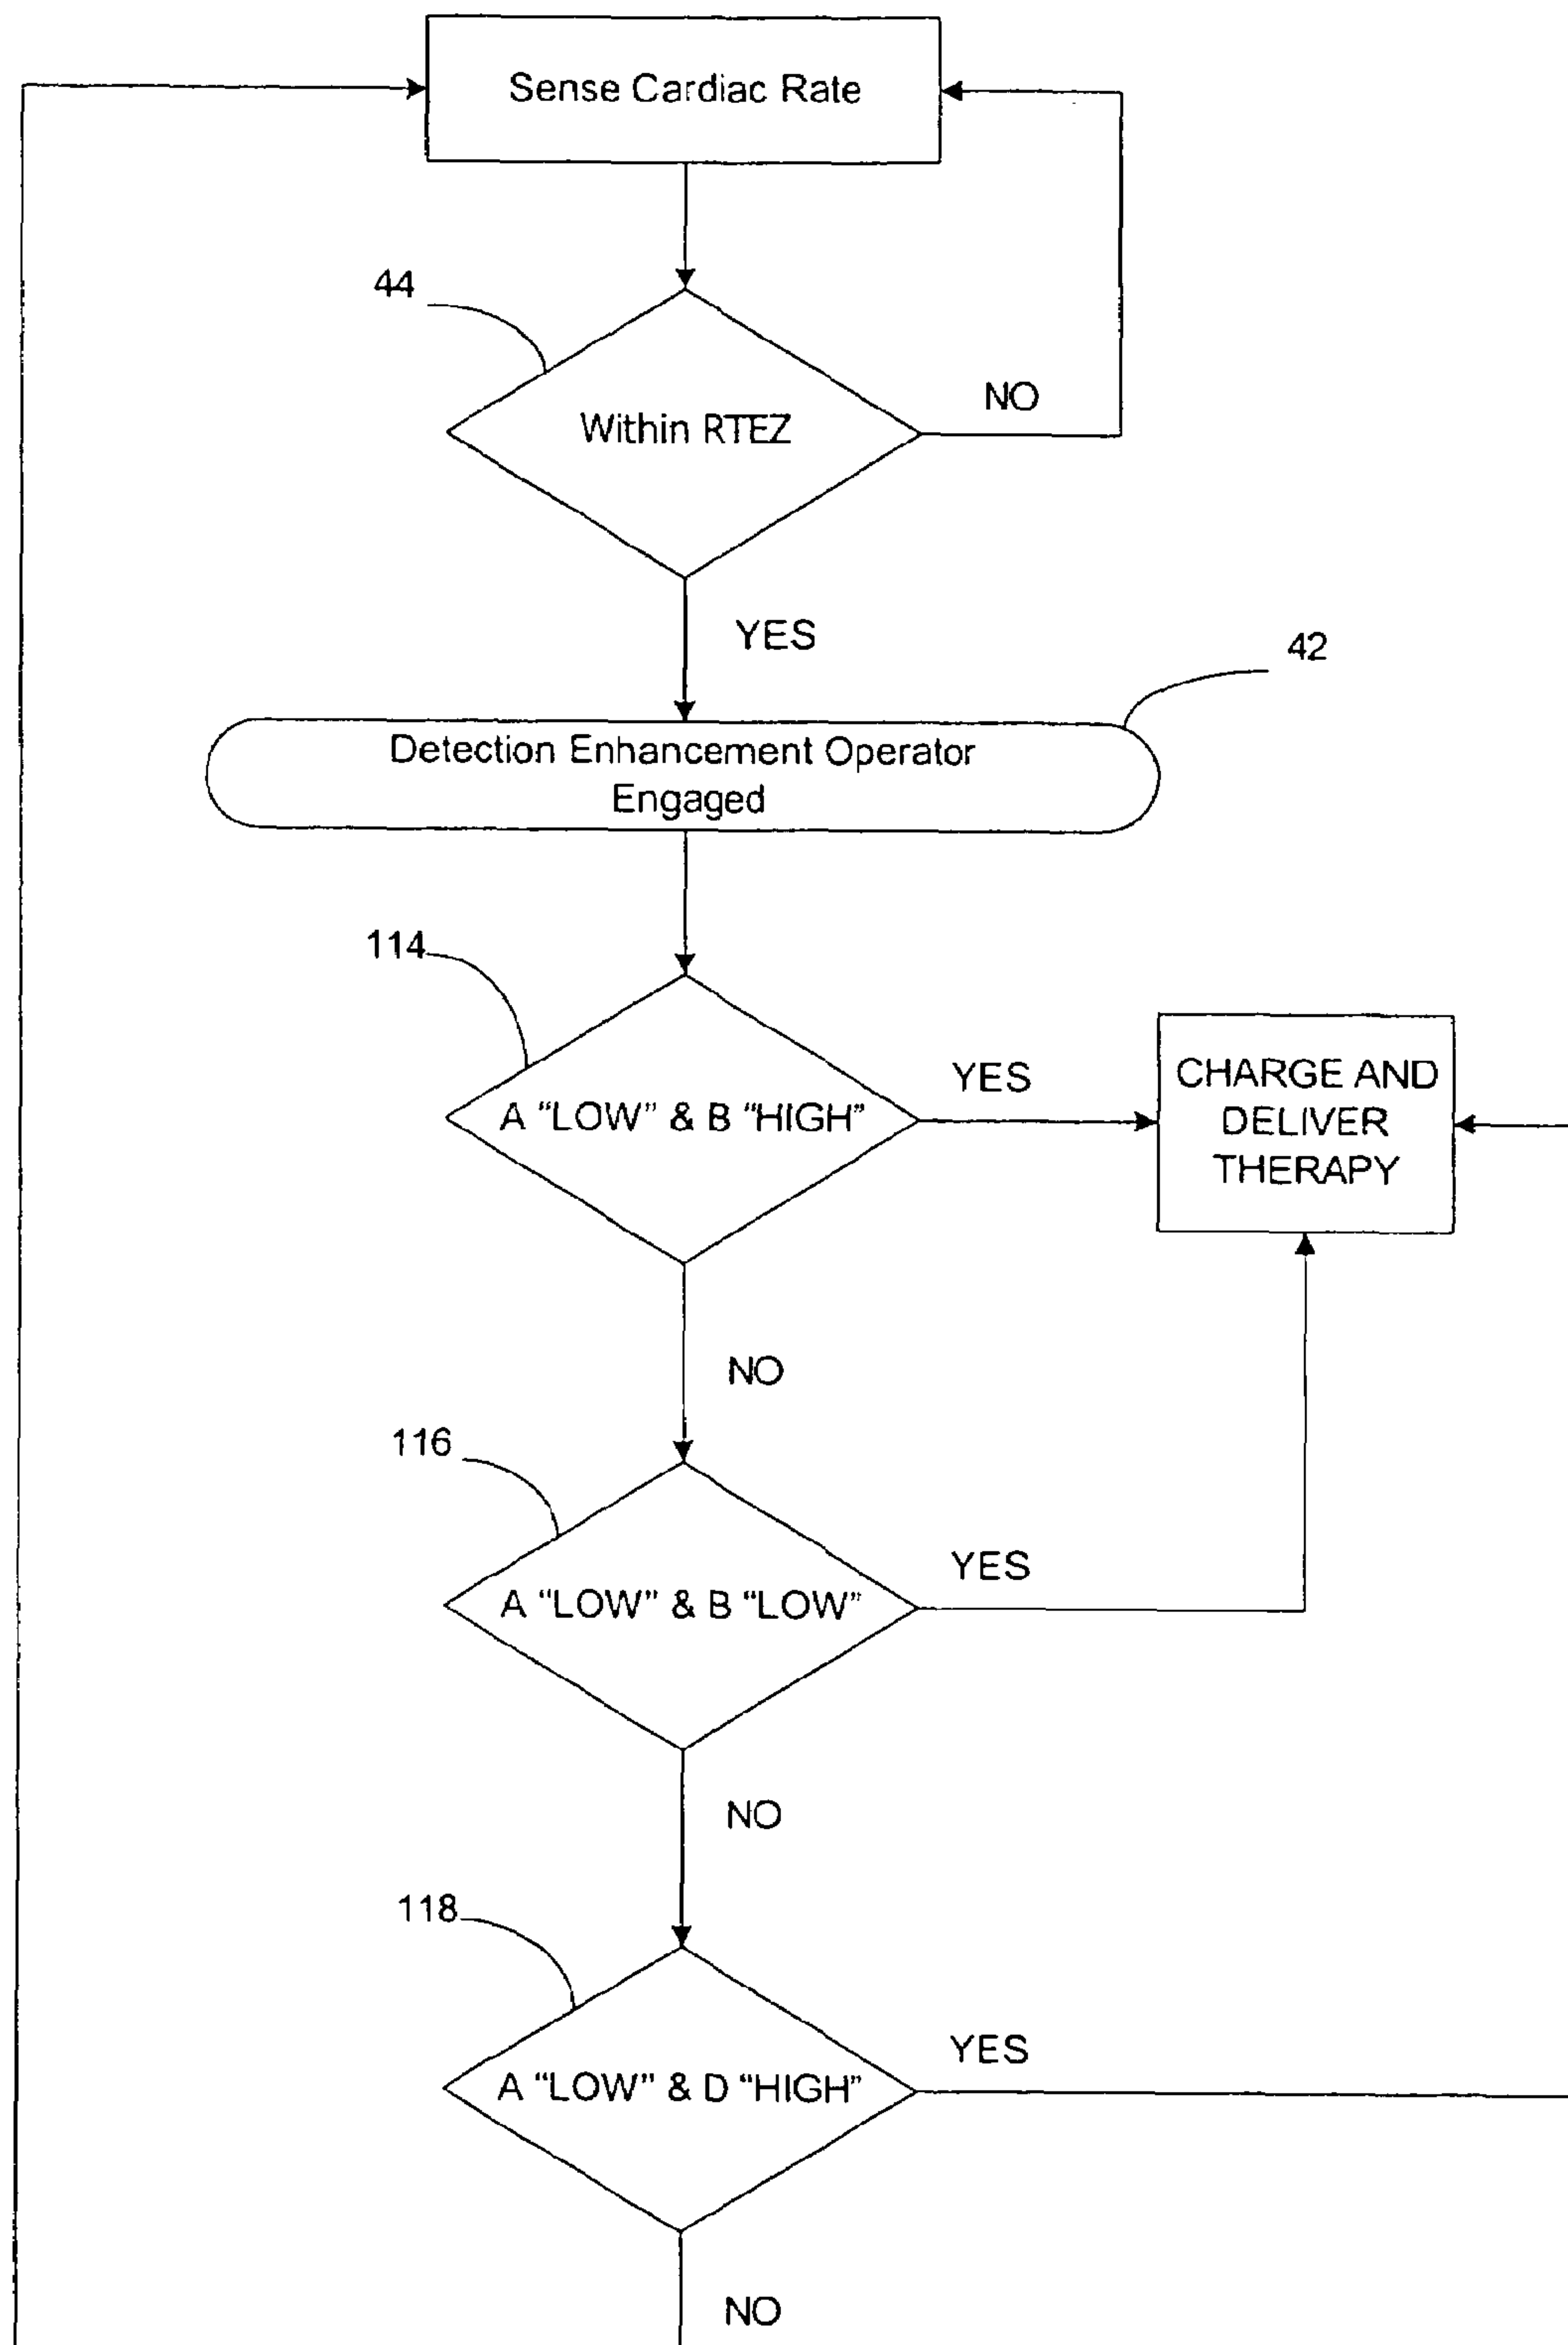 Sense Cardiac Rate
44
Within RTEZ
NO
YES
42
Detection Enhancement Operator
Engaged
114
A “LOW” & B “HIGH”
YES
CHARGE AND
DELIVER
THERAPY
NO
116
A “LOW” & B “LOW”
YES
NO
118
A “LOW” & D “HIGH”
YES
NO